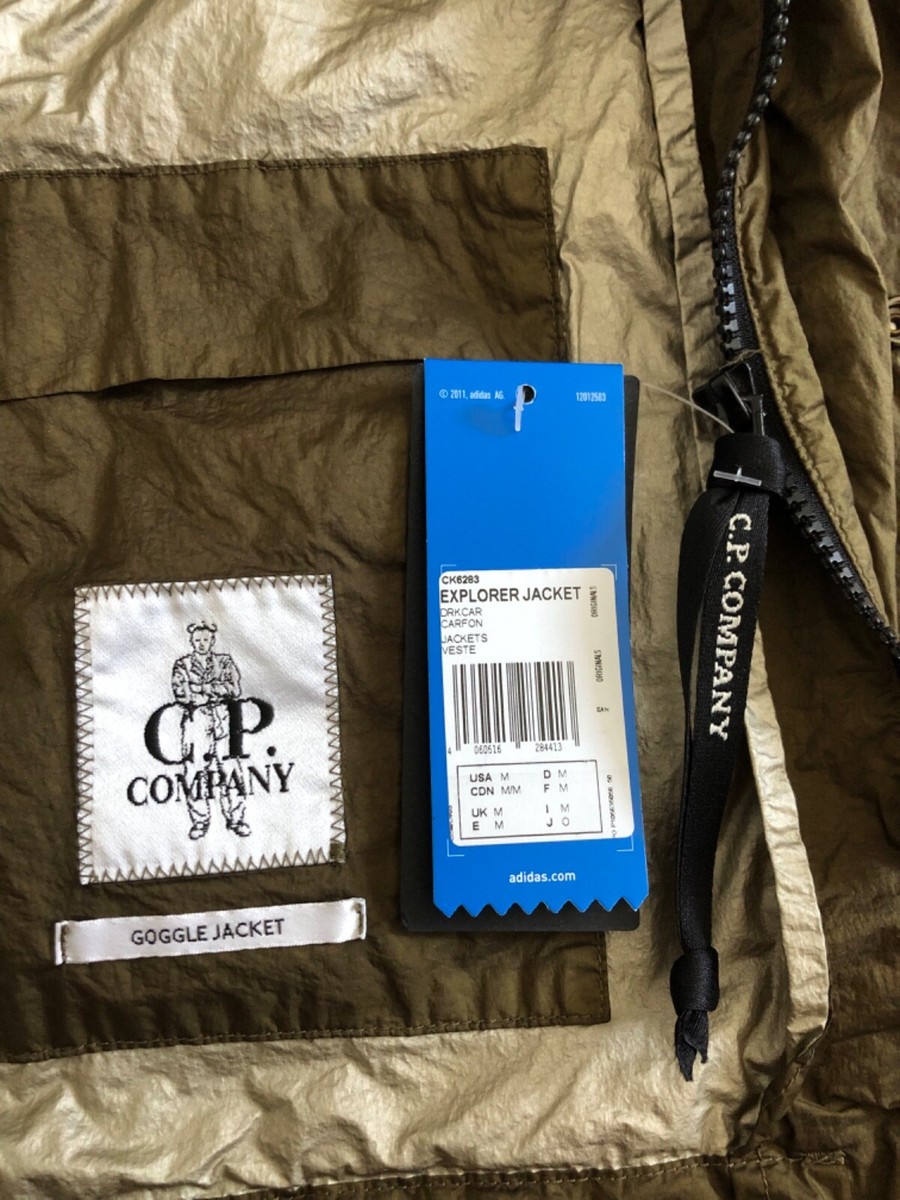 © 2011, adidas AG.
12012503
CK6283
EXPLORER JACKET
DRKCAR
CARFON
JACKETS
VESTE
ORIGINALS
ORIGINALS
4 060516 284413
USA M
D M
CDN M/M
F M
UK M
I M
E M
J O
adidas.com
C.P. COMPANY
C.P.
COMPANY
GOGGLE JACKET